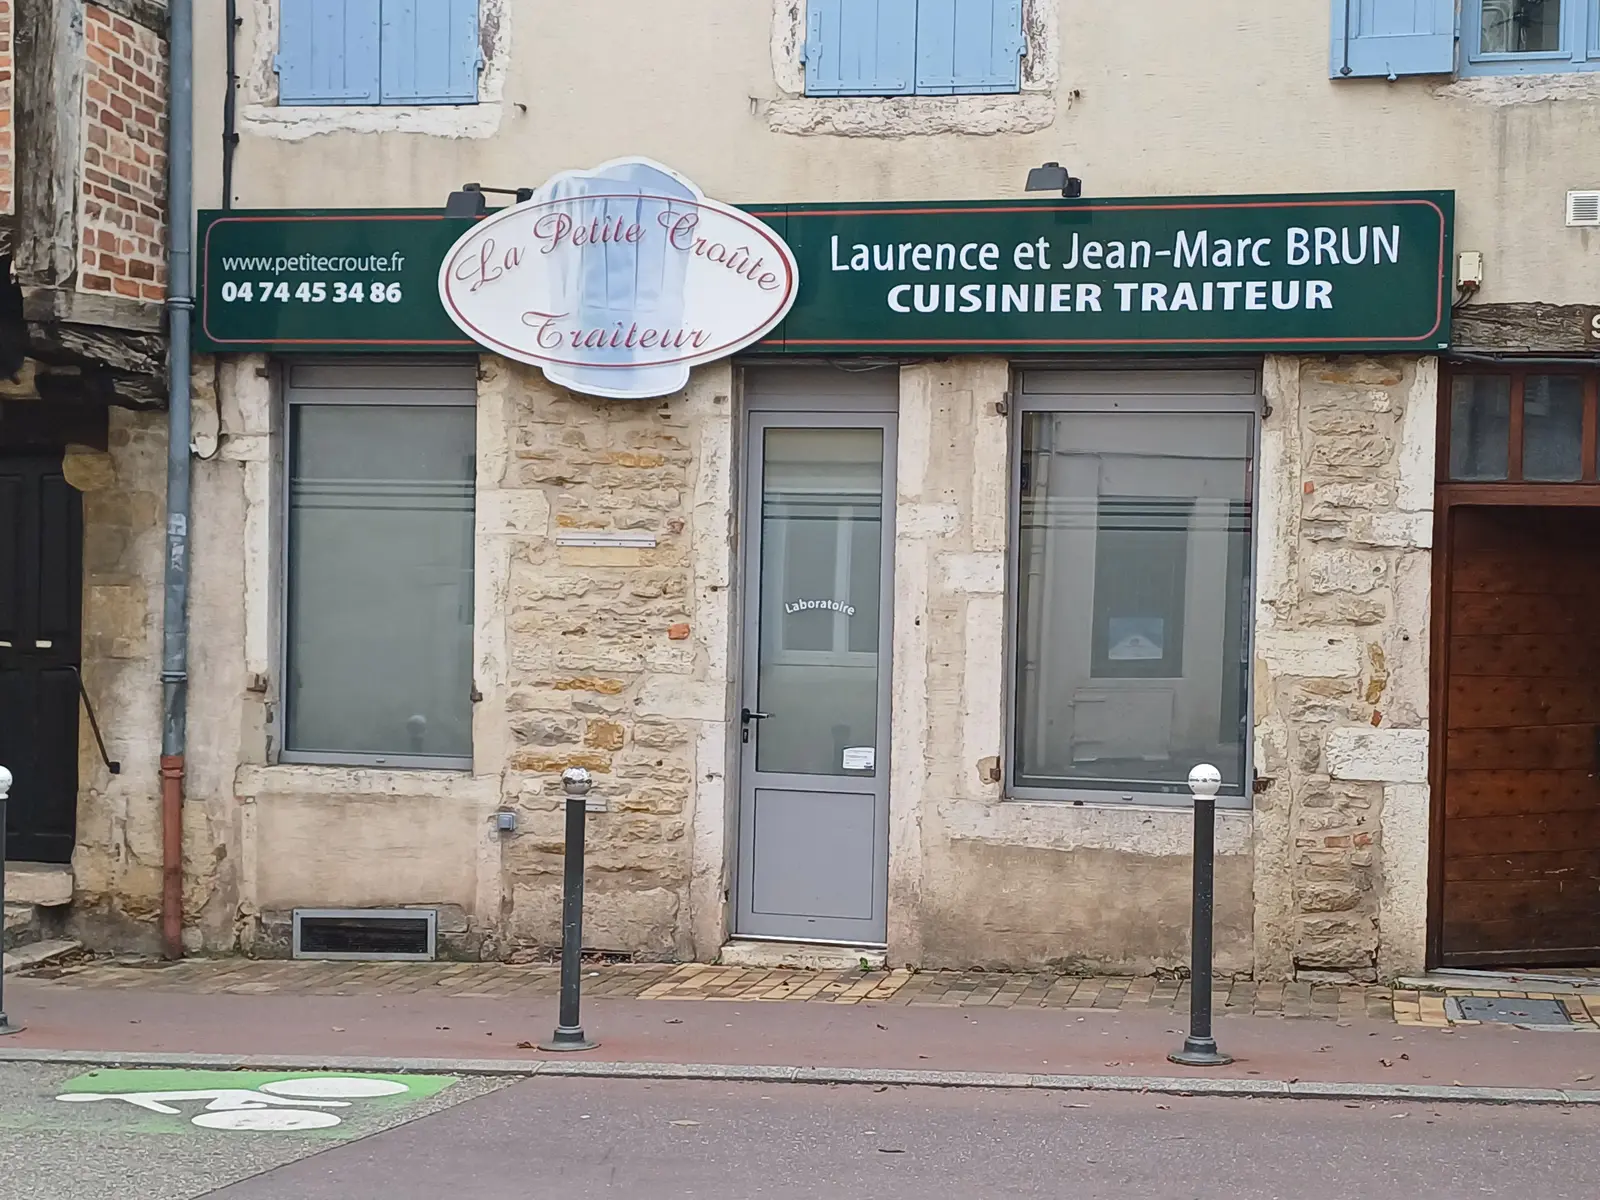 www.petitecroute.fr
04 74 45 34 86
La Petite Croûte
Traiteur
Laurence et Jean-Marc BRUN
CUISINIER TRAITEUR
Laboratoire